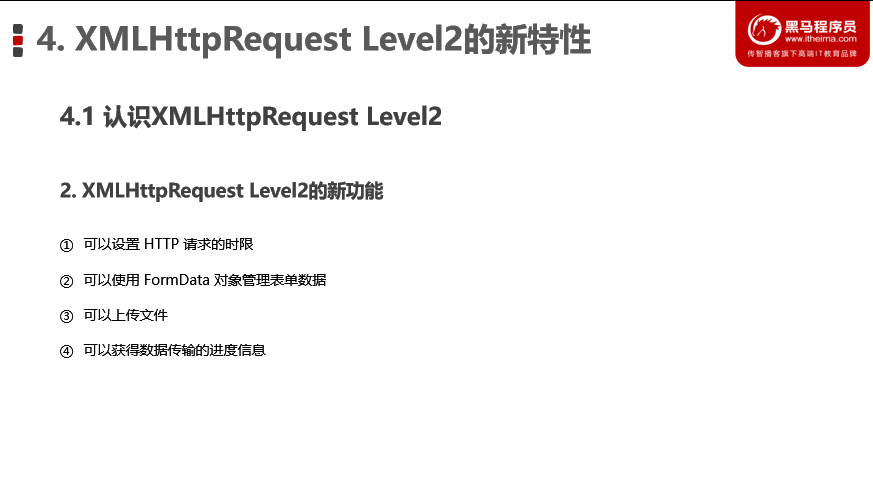 4. XMLHttpRequest Level2的新特性
黑马程序员
www.itheima.com
传智播客旗下高端IT教育品牌
4.1 认识XMLHttpRequest Level2
2. XMLHttpRequest Level2的新功能
① 可以设置 HTTP 请求的时限
② 可以使用 FormData 对象管理表单数据
③ 可以上传文件
④ 可以获得数据传输的进度信息